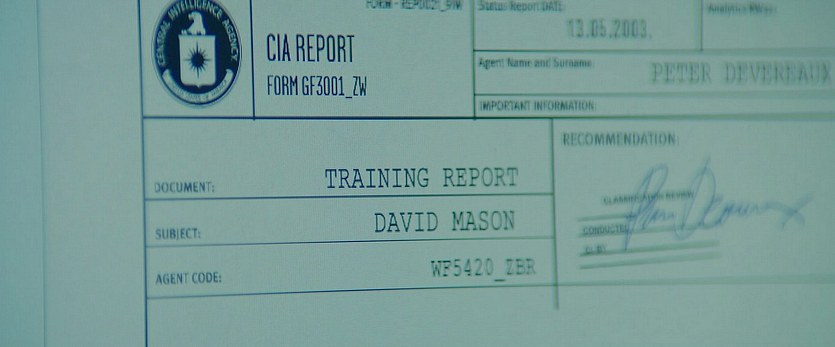 CENTRAL INTELLIGENCE AGENCY
CIA REPORT
FORM GF3001_ZW
Status Report DATE:
13.05.2003.
Agent Name and Surname:
PETER DEVEREAUX
IMPORTANT INFORMATION:
RECOMMENDATION:
DOCUMENT:
TRAINING REPORT
SUBJECT:
DAVID MASON
AGENT CODE:
WF5420_ZBR
CONDUCTED